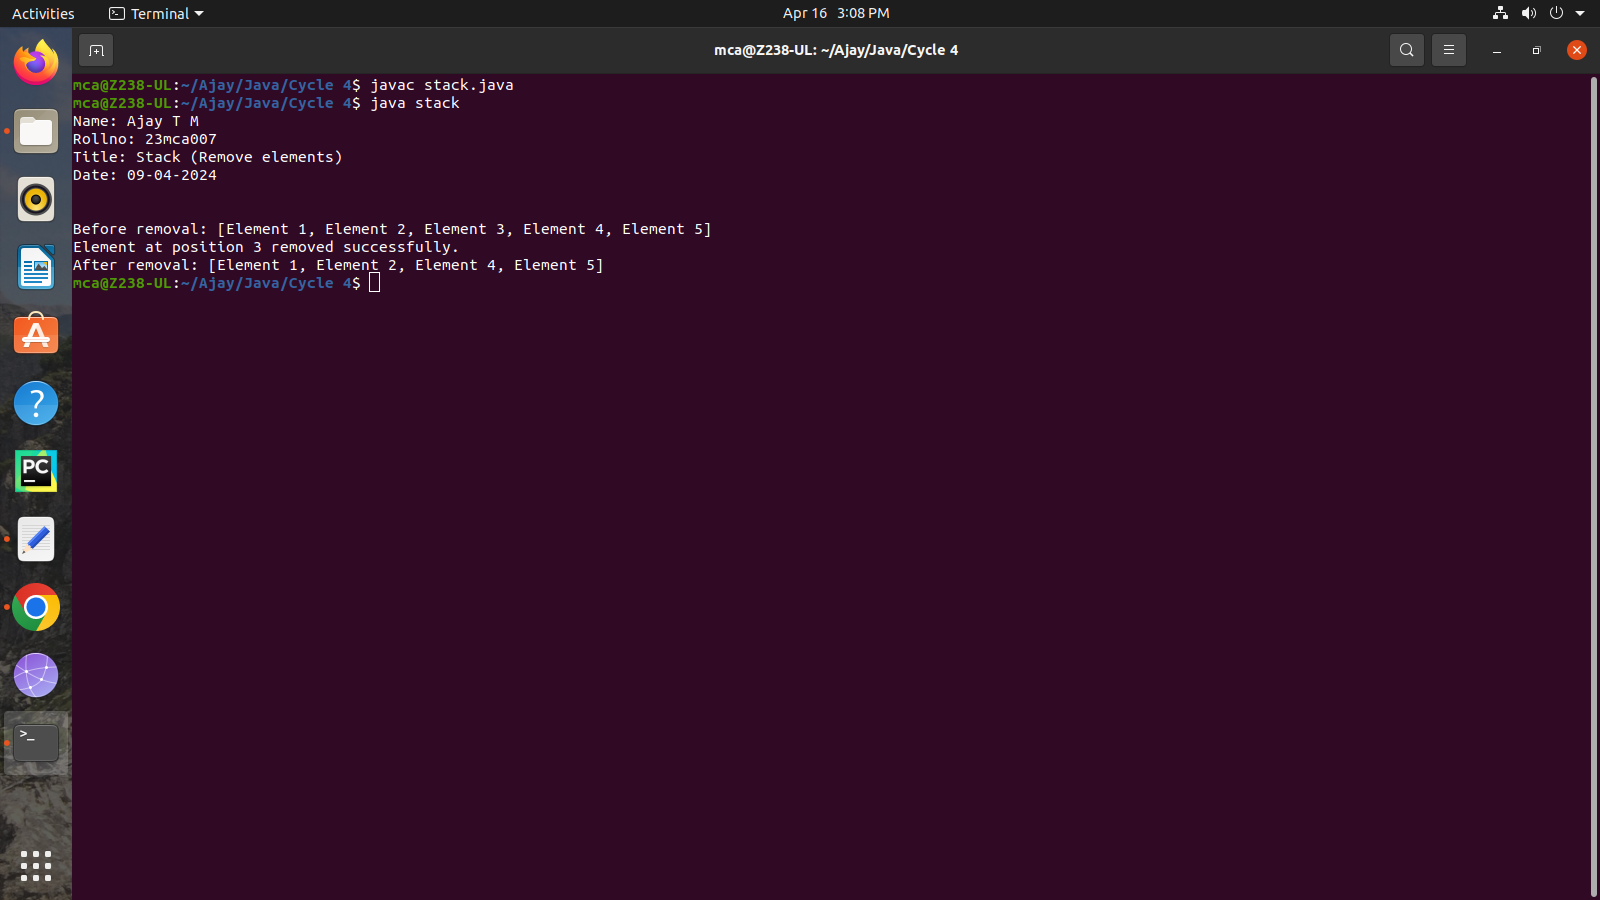 Activities
Terminal
Apr 16 3:08 PM
mca@Z238-UL: ~/Ajay/Java/Cycle 4
mca@Z238-UL:~/Ajay/Java/Cycle 4$ javac stack.java
mca@Z238-UL:~/Ajay/Java/Cycle 4$ java stack
Name: Ajay T M
Rollno: 23mca007
Title: Stack (Remove elements)
Date: 09-04-2024
Before removal: [Element 1, Element 2, Element 3, Element 4, Element 5]
Element at position 3 removed successfully.
After removal: [Element 1, Element 2, Element 4, Element 5]
mca@Z238-UL:~/Ajay/Java/Cycle 4$
A
?
PC
>_